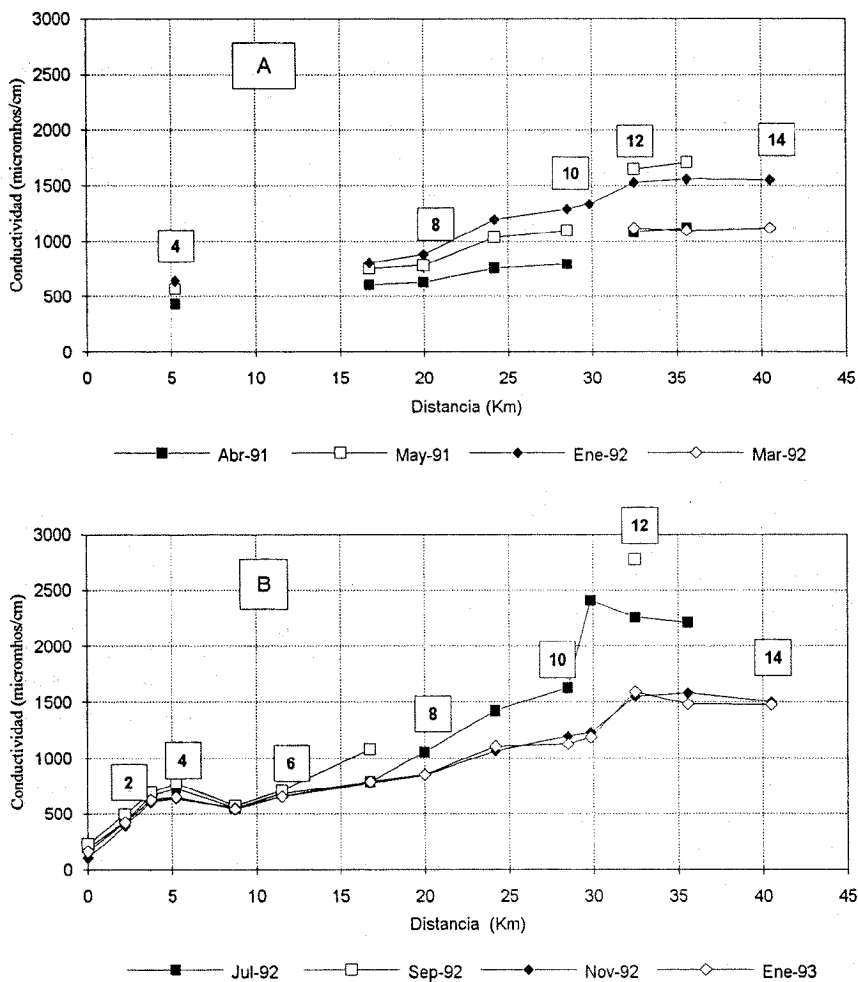 3000
A
2500
2000
12
14
10
1500
8
1000
4
500
0
Conductividad (micromhos/cm)
0 5 10 15 20 25 30 35 40 45
Distancia (Km)
Abr-91 May-91 Ene-92 Mar-92
12
3000
B
2500
2000
10
14
8
1500
4
2
6
1000
500
0
Conductividad (micromhos/cm)
0 5 10 15 20 25 30 35 40 45
Distancia (Km)
Jul-92 Sep-92 Nov-92 Ene-93